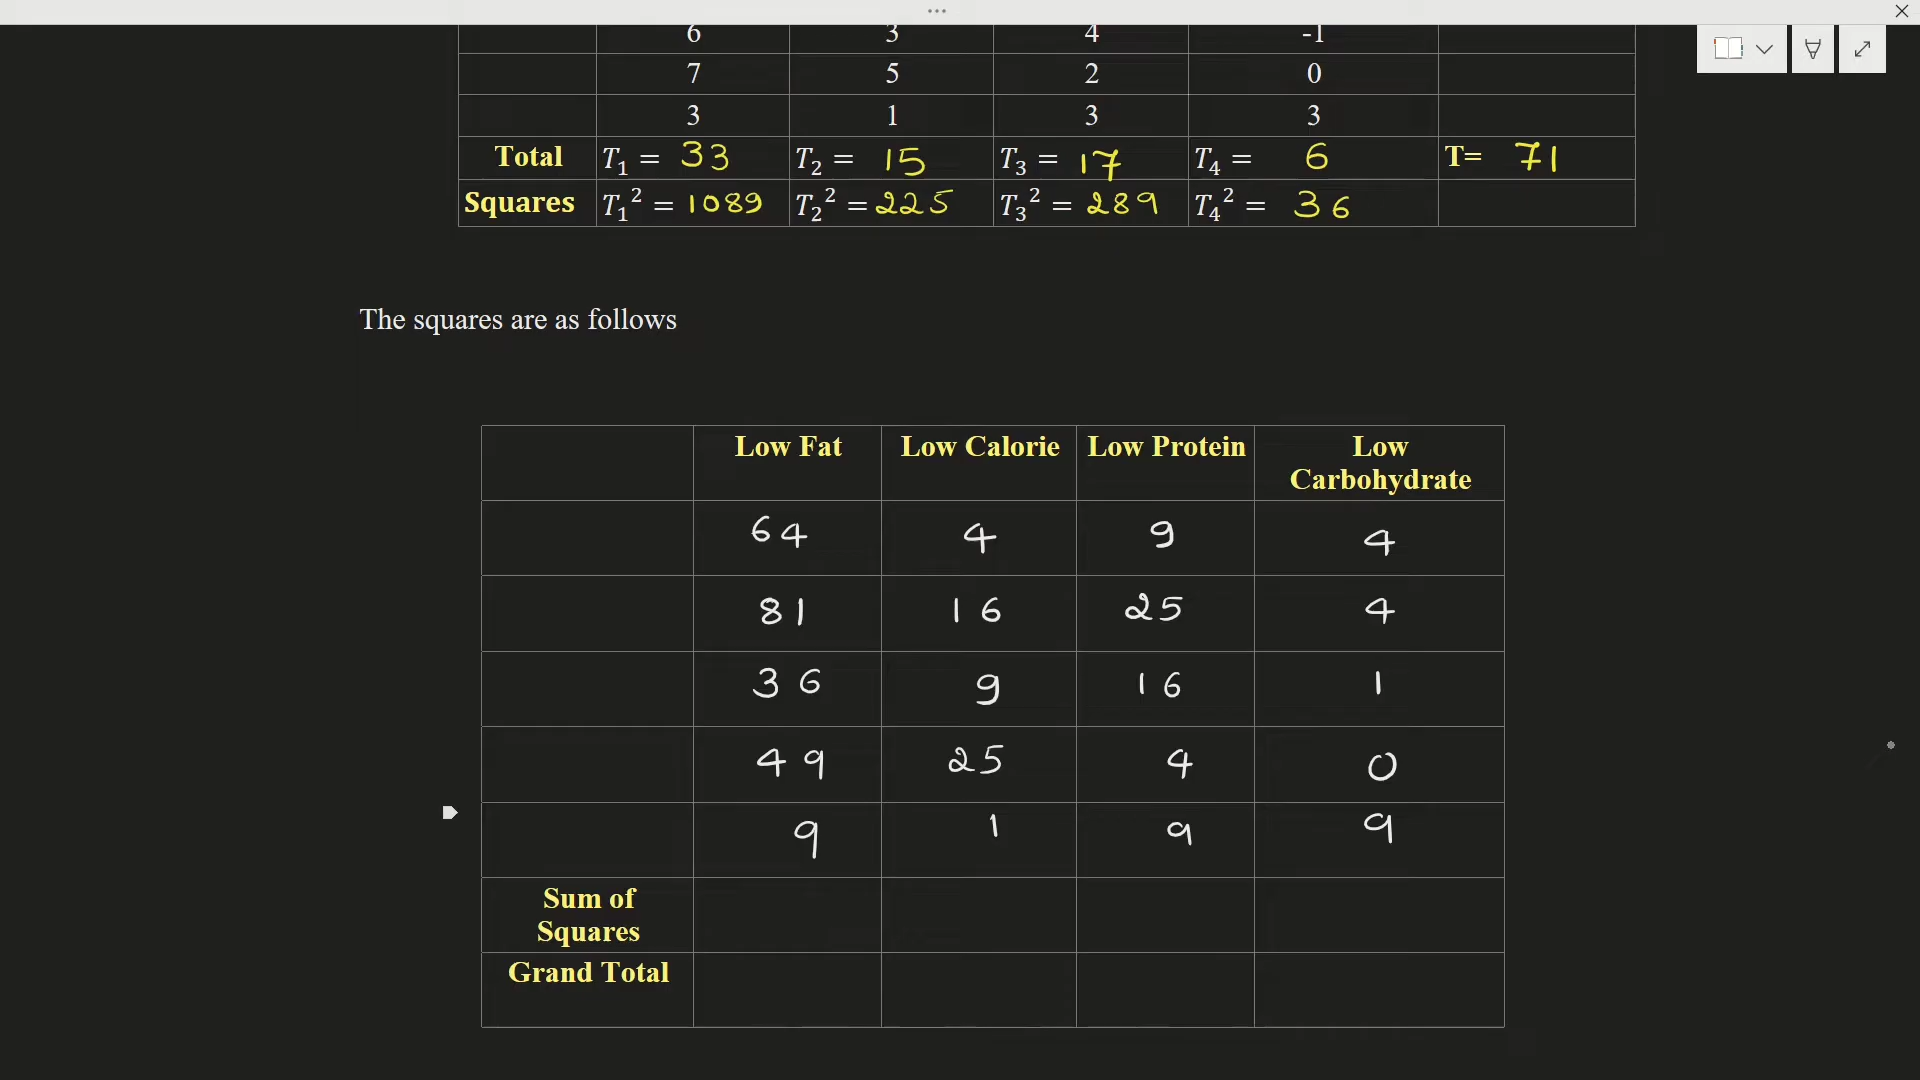 6 3 4 -1
7 5 2 0
3 1 3 3
Total T₁ = 33 T₂ = 15 T₃ = 17 T₄ = 6 T= 71
Squares T₁² = 1089 T₂² = 225 T₃² = 289 T₄² = 36
The squares are as follows
Low Fat Low Calorie Low Protein Low
Carbohydrate
64 4 9 4
81 16 25 4
36 9 16 1
49 25 4 0
9 1 9 9
Sum of
Squares
Grand Total